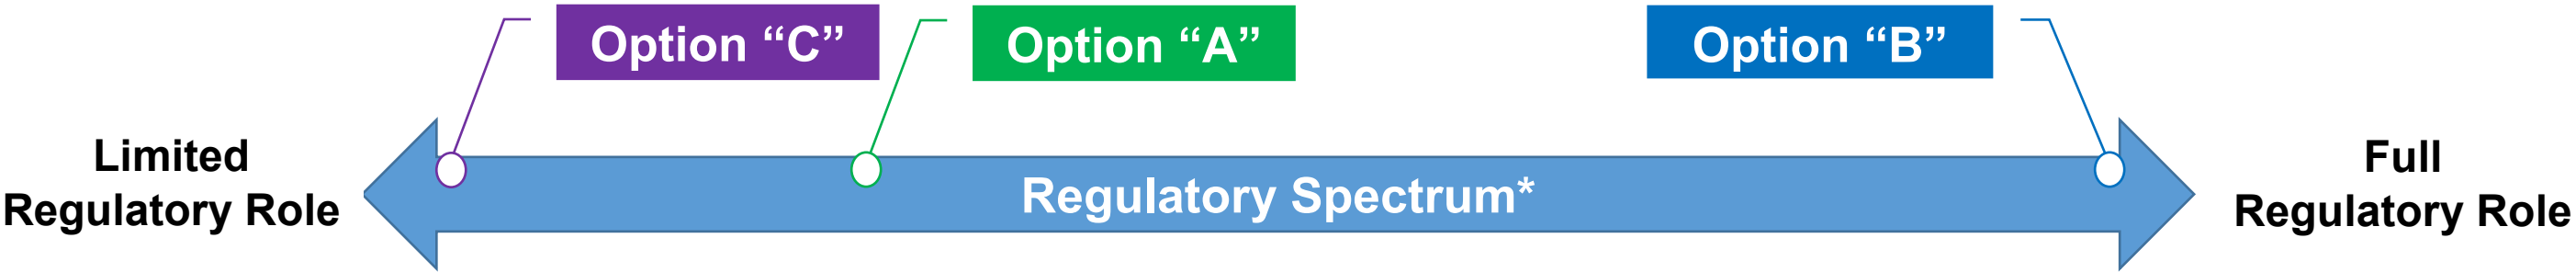 Option “C”
Option “A”
Option “B”
Limited
Regulatory Role
Regulatory Spectrum*
Full
Regulatory Role